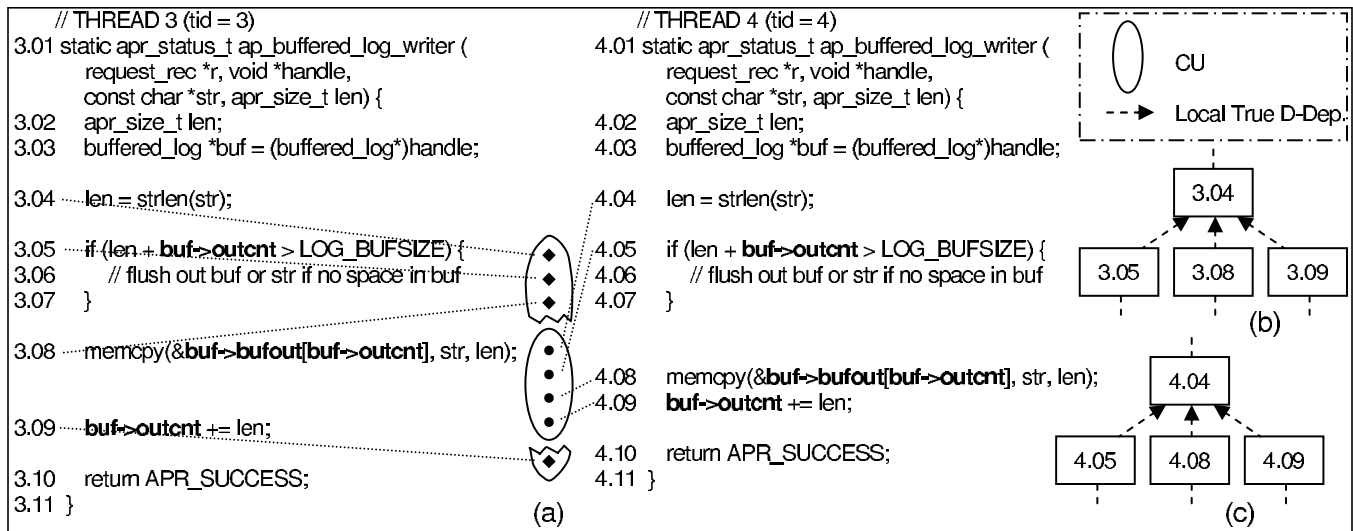 // THREAD 3 (tid = 3)
3.01 static apr_status_t ap_buffered_log_writer (
request_rec *r, void *handle,
const char *str, apr_size_t len) {
3.02 apr_size_t len;
3.03 buffered_log *buf = (buffered_log*)handle;
3.04 len = strlen(str);
3.05 if (len + buf->outcnt > LOG_BUFSIZE) {
3.06 // flush out buf or str if no space in buf
3.07 }
3.08 memcpy(&buf->bufout[buf->outcnt], str, len);
3.09 buf->outcnt += len;
3.10 return APR_SUCCESS;
3.11 }
(a)
// THREAD 4 (tid = 4)
4.01 static apr_status_t ap_buffered_log_writer (
request_rec *r, void *handle,
const char *str, apr_size_t len) {
4.02 apr_size_t len;
4.03 buffered_log *buf = (buffered_log*)handle;
4.04 len = strlen(str);
4.05 if (len + buf->outcnt > LOG_BUFSIZE) {
4.06 // flush out buf or str if no space in buf
4.07 }
4.08 memcpy(&buf->bufout[buf->outcnt], str, len);
4.09 buf->outcnt += len;
4.10 return APR_SUCCESS;
4.11 }
CU
Local True D-Dep.
3.04
3.05 3.08 3.09
(b)
4.04
4.05 4.08 4.09
(c)